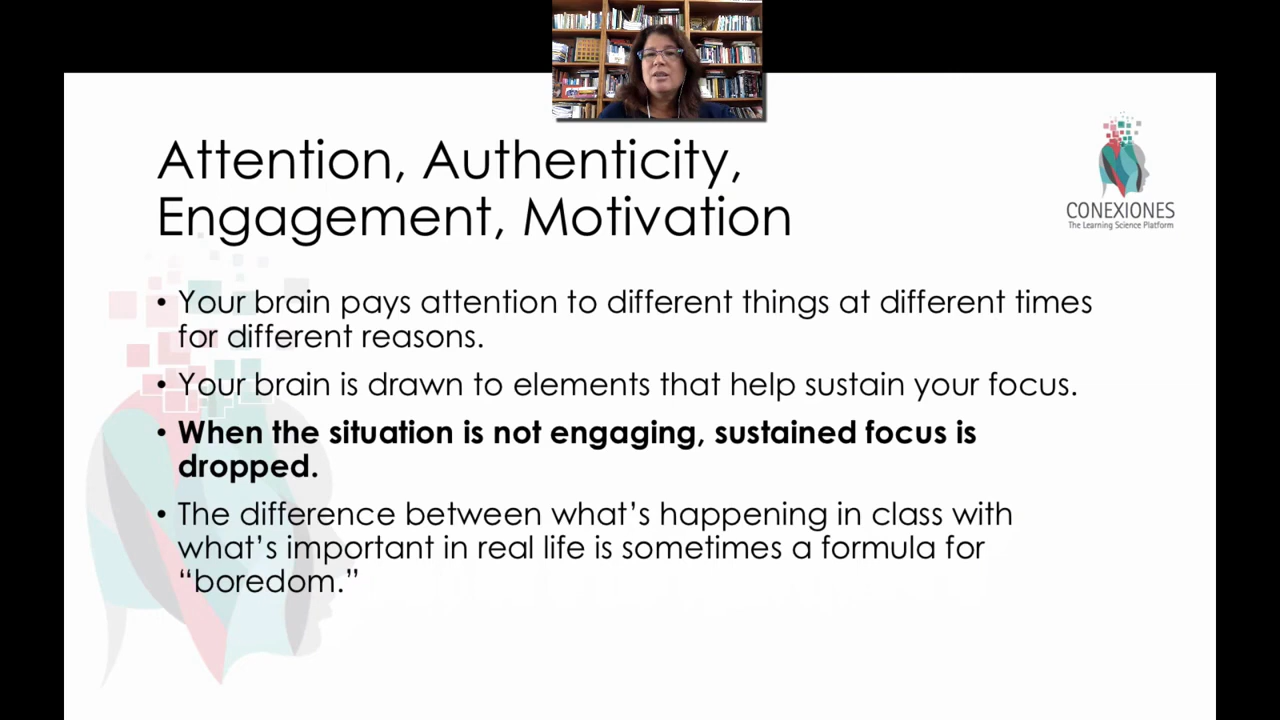 Attention, Authenticity,
Engagement, Motivation
CONEXIONES
The Learning Science Platform
• Your brain pays attention to different things at different times
for different reasons.
• Your brain is drawn to elements that help sustain your focus.
• When the situation is not engaging, sustained focus is
dropped.
• The difference between what’s happening in class with
what’s important in real life is sometimes a formula for
“boredom.”